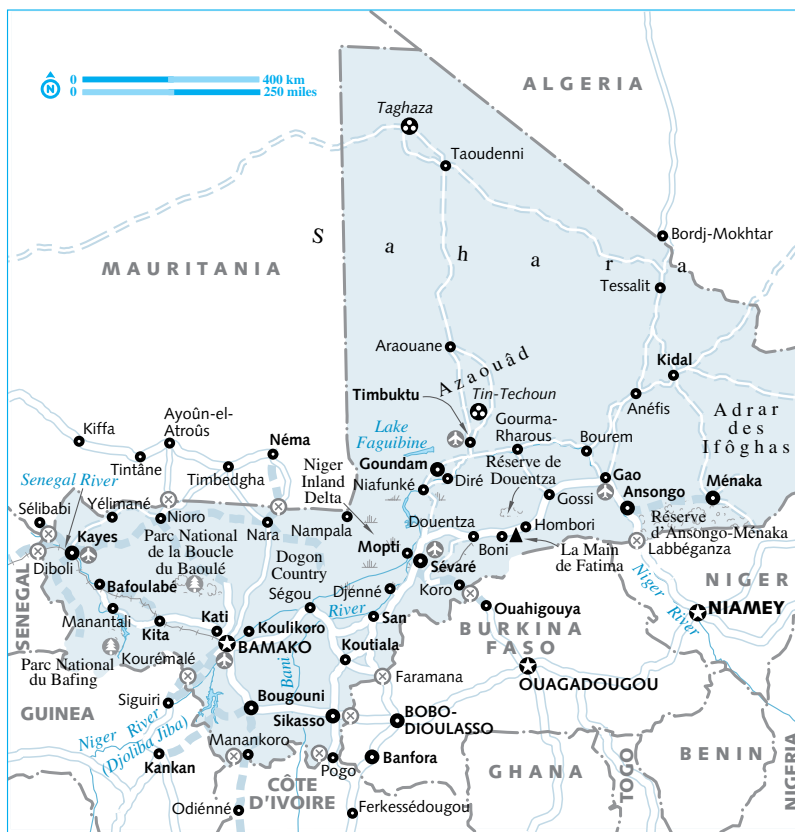 ALGERIA
N
0
400 km
0
250 miles
Taghaza
Taoudenni
Bordj-Mokhtar
S a h a r a
MAURITANIA
Tessalit
Araouane
Azaouâd
Kidal
Timbuktu
Tin-Techoun
Anéfis
Adrar
des
Ifôghas
Kiffa
Ayoûn-el-
Atroûs
Néma
Lake
Faguibine
Gourma-
Rharous
Bourem
Tintâne
Timbedgha
Senegal River
Niger
Inland
Delta
Goundam
Niafunké
Diré
Réserve de
Douentza
Gao
Ansongo
Ménaka
Gossi
Sélibabi
Yélimané
Nioro
Nara
Nampala
Douentza
Hombori
Réserve
d'Ansongo-Ménaka
Labbéganza
Kayes
Diboli
Parc National
de la Boucle
du Baoulé
Dogon
Country
Mopti
Sévaré
Boni
La Main
de Fatima
Bafoulabé
Ségou
Djenné
Koro
NIGER
Niger River
SENEGAL
Manantali
Kita
Kati
Koulikoro
River
San
Ouahigouya
NIAMEY
BURKINA
FASO
Parc National
du Bafing
Kourémalé
BAMAKO
Bani
Koutiala
Faramana
OUAGADOUGOU
Siguiri
Bougouni
GUINEA
Sikasso
BOBO-
DIOULASSO
Niger River
(Djoliba Jiba)
Kankan
Manankoro
Pogo
Banfora
GHANA
TOGO
BENIN
NIGERIA
CÔTE
D'IVOIRE
Odiénné
Ferkessédougou